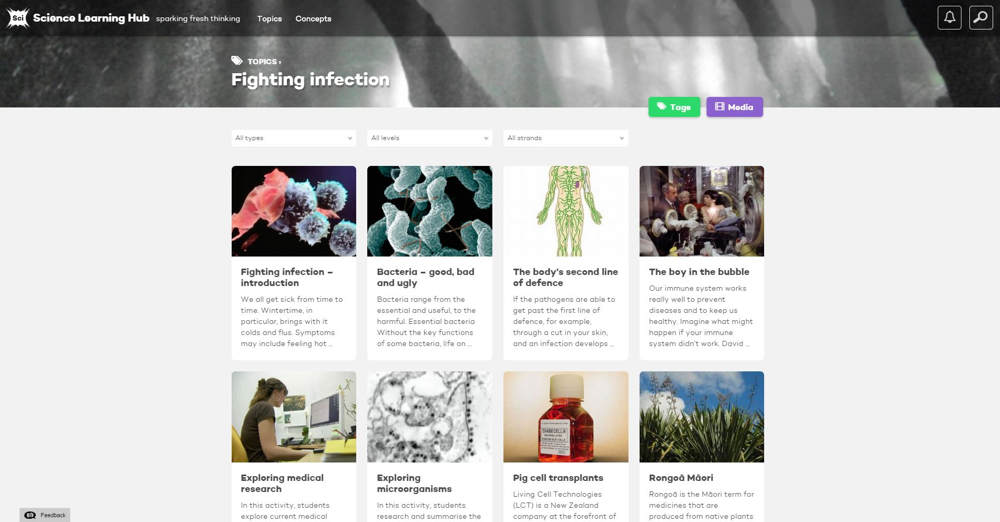 Sci Science Learning Hub sparking fresh thinking Topics Concepts
TOPICS ›
Fighting infection
Tags Media
All types All levels All strands
Fighting infection –
introduction
We all get sick from time to
time. Wintertime, in
particular, brings with it
colds and flus. Symptoms
may include feeling hot ...
Bacteria – good, bad
and ugly
Bacteria range from the
essential and useful, to the
harmful. Essential bacteria
Without the key functions
of some bacteria, life on ...
The body’s second line
of defence
If the pathogens are able to
get past the first line of
defence, for example,
through a cut in your skin,
and an infection develops ...
The boy in the bubble
Our immune system works
really well to prevent
diseases and to keep us
healthy. Imagine what might
happen if your immune
system didn’t work. David ...
DIABECELL®
ENCAPSULATED
PORCINE ISLET CELLS
Exploring medical
research
In this activity, students
explore current medical
Exploring
microorganisms
In this activity, students
research and summarise the
Pig cell transplants
Living Cell Technologies
(LCT) is a New Zealand
company at the forefront of
Rongoā Māori
Rongoā is the Māori term for
medicines that are
produced from native plants
Feedback